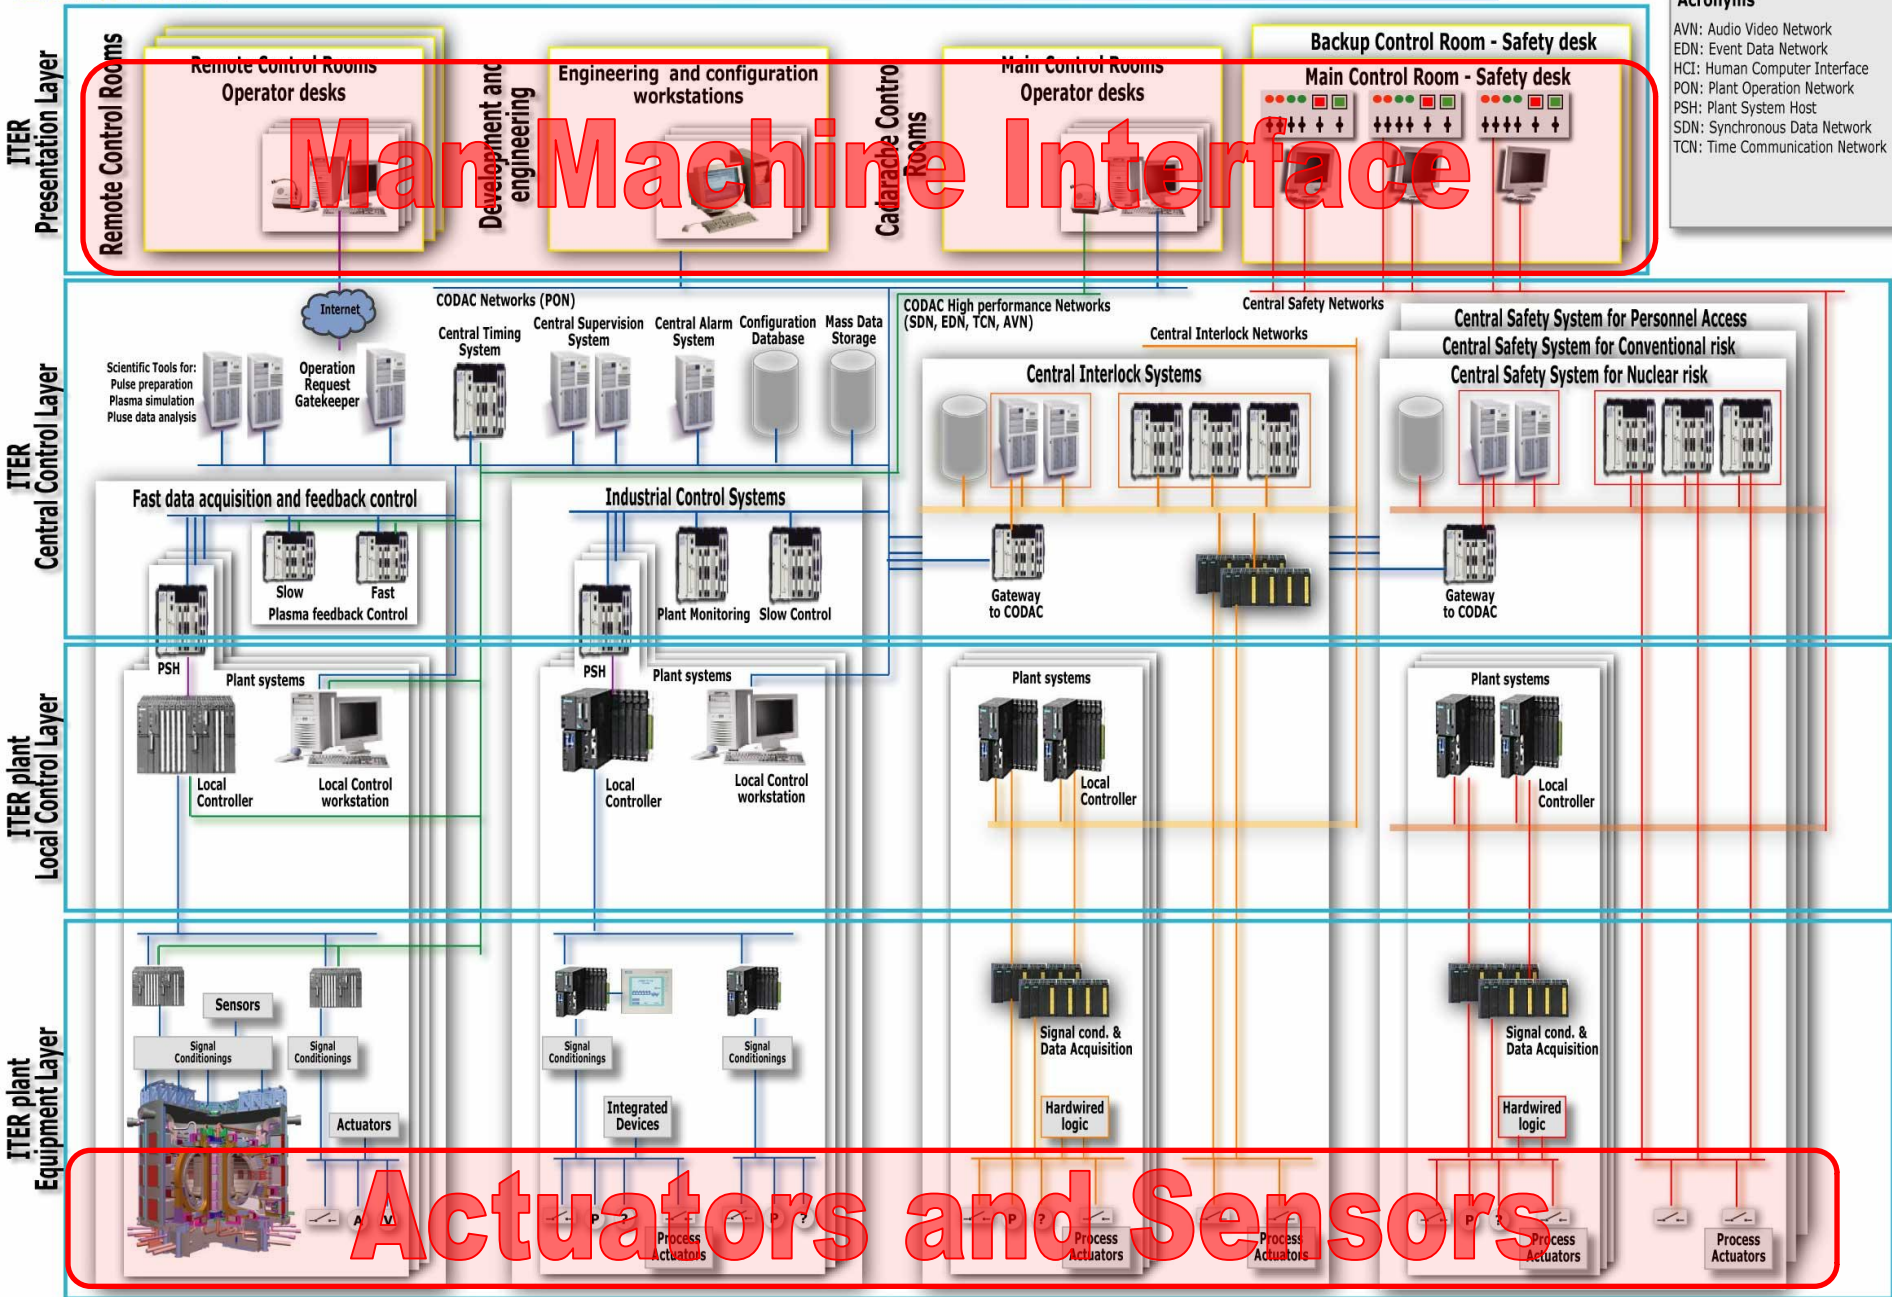 Acronyms
AVN: Audio Video Network
EDN: Event Data Network
HCI: Human Computer Interface
PON: Plant Operation Network
PSH: Plant System Host
SDN: Synchronous Data Network
TCN: Time Communication Network
ITER
Presentation Layer
Remote Control Rooms
Remote Control Rooms
Operator desks
Development and
engineering
Engineering and configuration
workstations
Cadarache Control
Rooms
Main Control Rooms
Operator desks
Backup Control Room - Safety desk
Main Control Room - Safety desk
Man Machine Interface
ITER
Central Control Layer
Internet
CODAC Networks (PON)
CODAC High performance Networks
(SDN, EDN, TCN, AVN)
Central Safety Networks
Central Interlock Networks
Scientific Tools for:
Pulse preparation
Plasma simulation
Pluse data analysis
Operation
Request
Gatekeeper
Central Timing
System
Central Supervision
System
Central Alarm
System
Configuration
Database
Mass Data
Storage
Central Interlock Systems
Central Safety System for Personnel Access
Central Safety System for Conventional risk
Central Safety System for Nuclear risk
Fast data acquisition and feedback control
Slow
Fast
Plasma feedback Control
Industrial Control Systems
Plant Monitoring
Slow Control
Gateway
to CODAC
Gateway
to CODAC
ITER plant
Local Control Layer
PSH
Plant systems
Local
Controller
Local Control
workstation
PSH
Plant systems
Local
Controller
Local Control
workstation
Plant systems
Local
Controller
Plant systems
Local
Controller
ITER plant
Equipment Layer
Sensors
Signal
Conditionings
Signal
Conditionings
Actuators
Signal
Conditionings
Signal
Conditionings
Integrated
Devices
Signal cond. &
Data Acquisition
Hardwired
logic
Signal cond. &
Data Acquisition
Hardwired
logic
Actuators and Sensors
A
V
P
?
P
?
P
?
P
?
Process
Actuators
Process
Actuators
Process
Actuators
Process
Actuators
Process
Actuators